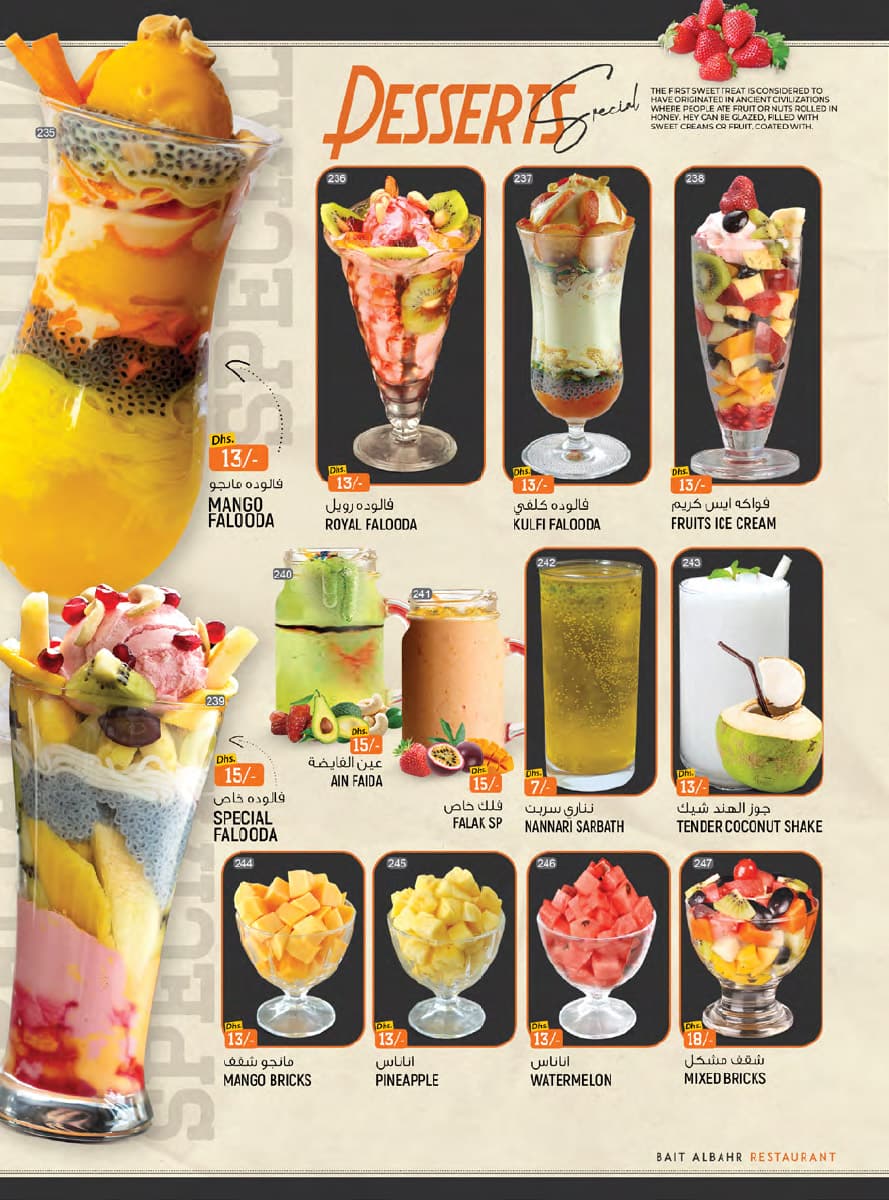 DESSERTS
Special
THE FIRST SWEET TREAT IS CONSIDERED TO
HAVE ORIGINATED IN ANCIENT CIVILIZATIONS
WHERE PEOPLE ATE FRUIT OR NUTS ROLLED IN
HONEY. HEY CAN BE GLAZED, FILLED WITH
SWEET CREAMS OR FRUIT, COATED WITH.
SPECIAL
235
Dhs.
13/-
فالوده مانجو
MANGO
FALOODA
236
Dhs.
13/-
فالوده رويل
ROYAL FALOODA
237
Dhs.
13/-
فالوده كلفي
KULFI FALOODA
238
Dhs.
13/-
فواكه ايس كريم
FRUITS ICE CREAM
239
Dhs.
15/-
فالوده خاص
SPECIAL
FALOODA
SPECIAL
240
Dhs.
15/-
عين الفايضة
AIN FAIDA
241
Dhs.
15/-
فلك خاص
FALAK SP
242
Dhs.
7/-
نناري سربت
NANNARI SARBATH
243
Dhs.
13/-
جوز الهند شيك
TENDER COCONUT SHAKE
244
Dhs.
13/-
مانجو شقف
MANGO BRICKS
245
Dhs.
13/-
اناناس
PINEAPPLE
246
Dhs.
13/-
اناناس
WATERMELON
247
Dhs.
18/-
شقف مشكل
MIXED BRICKS
BAIT ALBAHR RESTAURANT